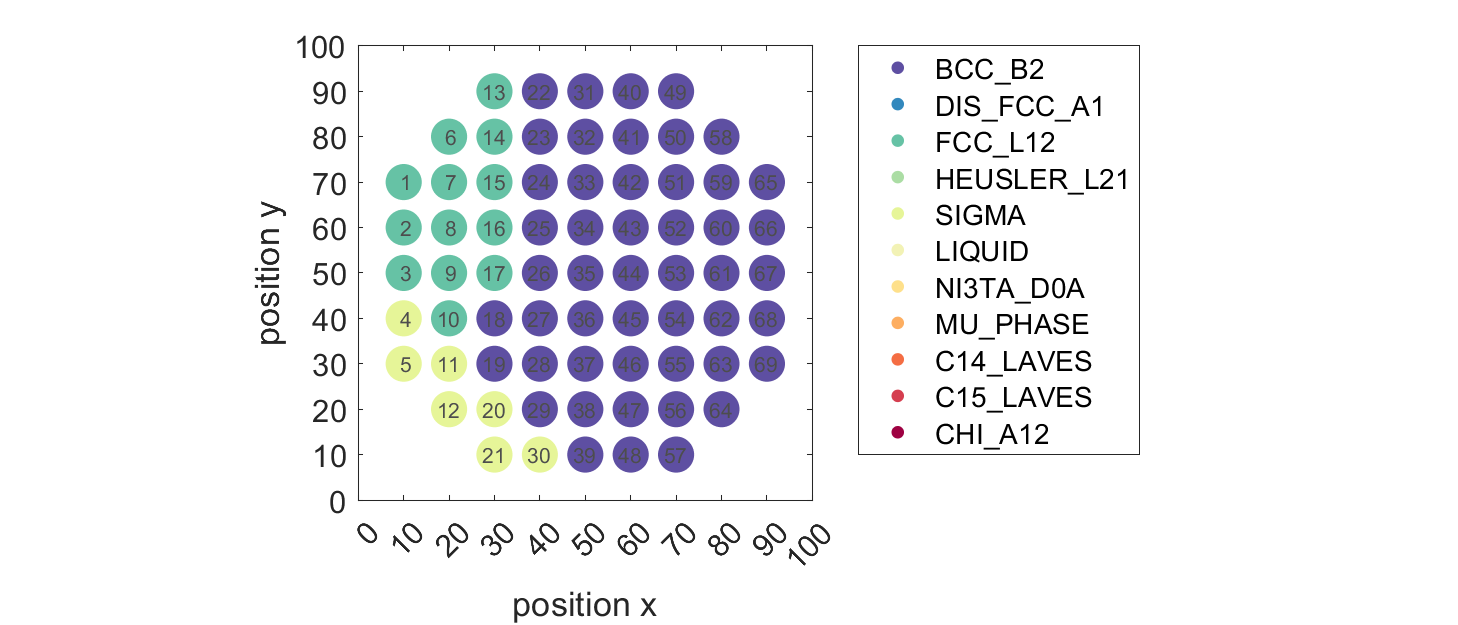 100
90
80
70
60
50
40
30
20
10
0
position y
13 22 31 40 49
6 14 23 32 41 50 58
1 7 15 24 33 42 51 59 65
2 8 16 25 34 43 52 60 66
3 9 17 26 35 44 53 61 67
4 10 18 27 36 45 54 62 68
5 11 19 28 37 46 55 63 69
12 20 29 38 47 56 64
21 30 39 48 57
0 10 20 30 40 50 60 70 80 90 100
position x
BCC_B2
DIS_FCC_A1
FCC_L12
HEUSLER_L21
SIGMA
LIQUID
NI3TA_D0A
MU_PHASE
C14_LAVES
C15_LAVES
CHI_A12